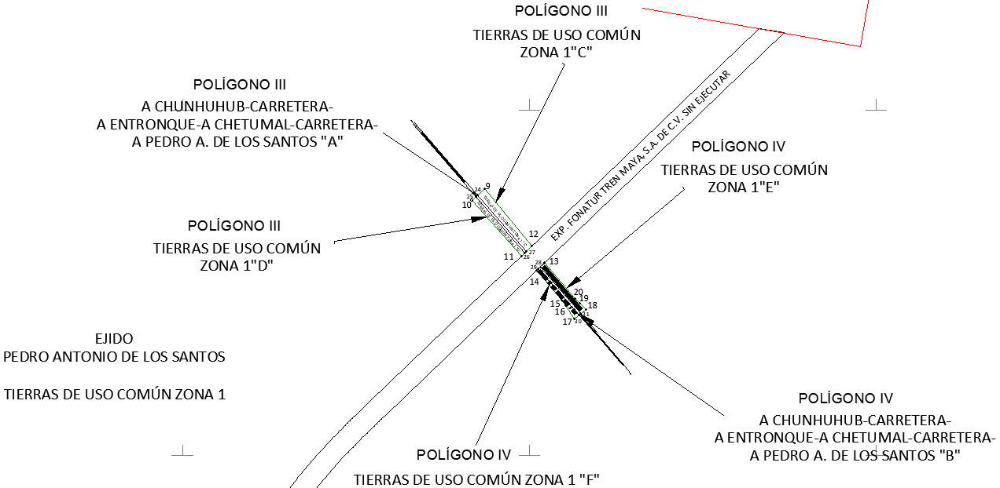 POLÍGONO III
TIERRAS DE USO COMÚN
ZONA 1"C"
POLÍGONO III
A CHUNHUHUB-CARRETERA-
A ENTRONQUE-A CHETUMAL-CARRETERA-
A PEDRO A. DE LOS SANTOS "A"
EXP. FONATUR TREN MAYA, S.A. DE C.V. SIN EJECUTAR
POLÍGONO IV
TIERRAS DE USO COMÚN
ZONA 1"E"
24
9
25
10
POLÍGONO III
TIERRAS DE USO COMÚN
ZONA 1"D"
12
27
11
26
13
28
29
14
20
19
15
18
16
31
17
30
EJIDO
PEDRO ANTONIO DE LOS SANTOS
TIERRAS DE USO COMÚN ZONA 1
POLÍGONO IV
A CHUNHUHUB-CARRETERA-
A ENTRONQUE-A CHETUMAL-CARRETERA-
A PEDRO A. DE LOS SANTOS "B"
POLÍGONO IV
TIERRAS DE USO COMÚN ZONA 1 "F"